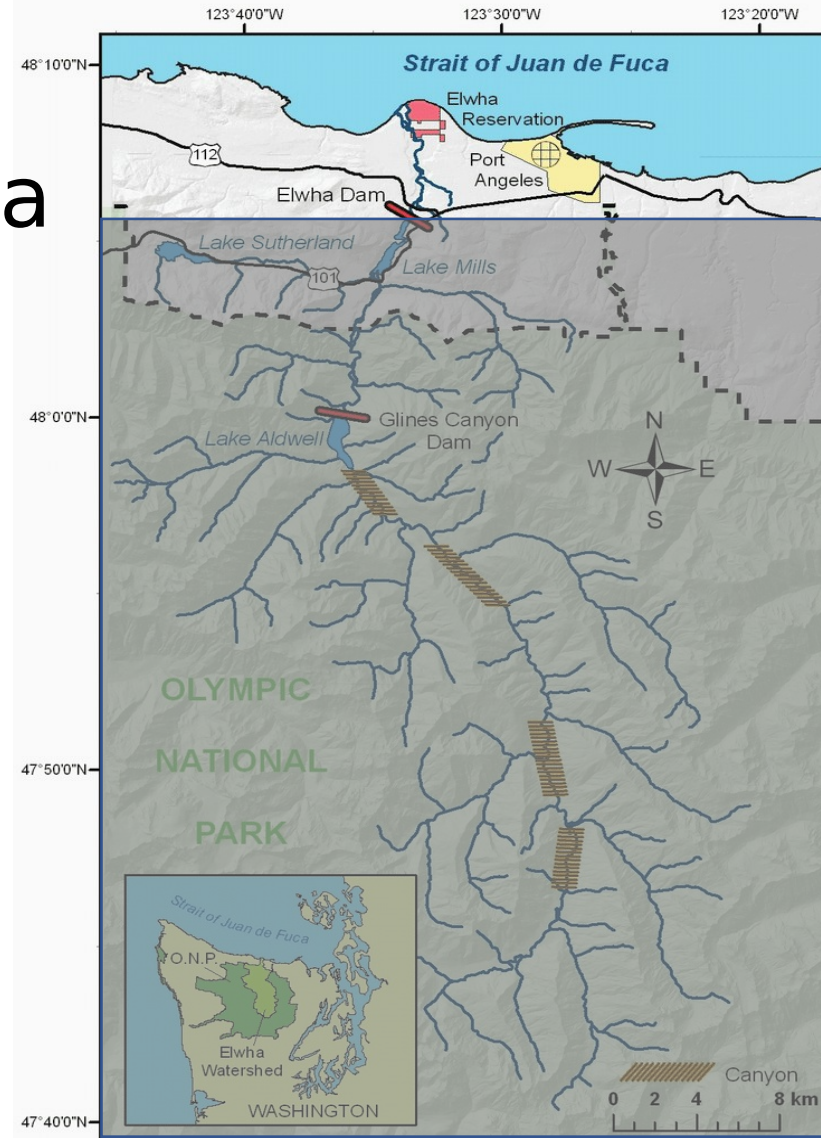 123°40'0"W
123°30'0"W
123°20'0"W
48°10'0"N
Strait of Juan de Fuca
Elwha
Reservation
112
Port
Angeles
a
Elwha Dam
Lake Sutherland
Lake Mills
101
48°0'0"N
Glines Canyon
Dam
Lake Aldwell
N
W
E
S
OLYMPIC
NATIONAL
PARK
47°50'0"N
Strait of Juan de Fuca
O.N.P.
Elwha
Watershed
WASHINGTON
Canyon
0 2 4 8 km
47°40'0"N